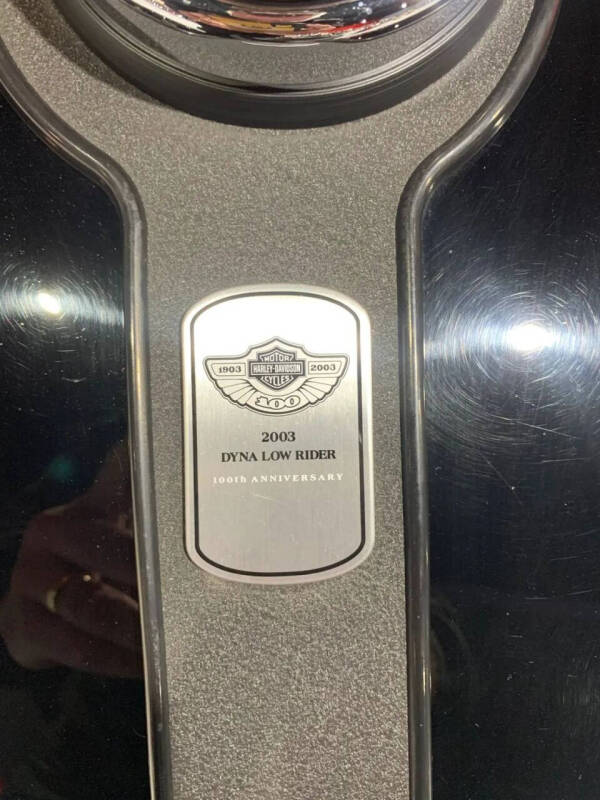 MOTOR
1903 HARLEY-DAVIDSON 2003
CYCLES
100
2003
DYNA LOW RIDER
100th ANNIVERSARY